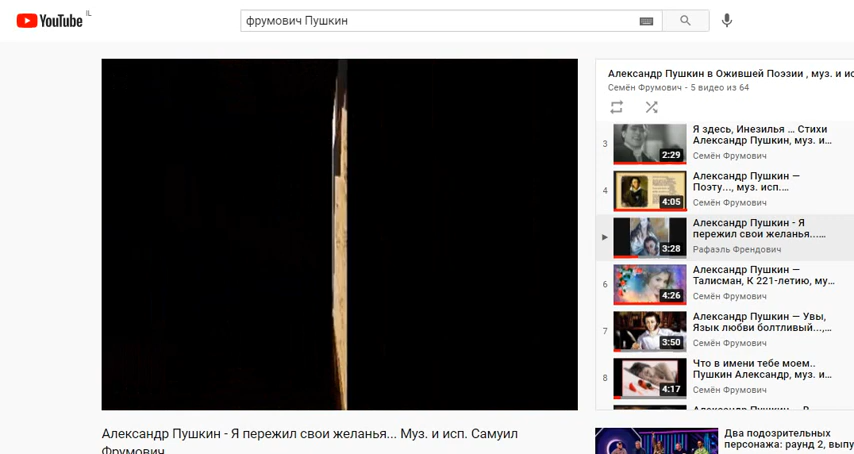 YouTube IL
фрумович Пушкин
Александр Пушкин в Ожившей Поэзии , муз. и ис
Семён Фрумович - 5 видео из 64
3
2:29
Я здесь, Инезилья ... Стихи
Александр Пушкин, муз. и...
Семён Фрумович
4
4:05
Александр Пушкин —
Поэту..., муз. исп....
Семён Фрумович
3:28
Александр Пушкин - Я
пережил свои желанья...…
Рафаэль Френдович
6
4:26
Александр Пушкин —
Талисман, К 221-летию, му...
Семён Фрумович
7
3:50
Александр Пушкин — Увы,
Язык любви болтливый...,...
Семён Фрумович
8
4:17
Что в имени тебе моем..
Пушкин Александр, муз. и...
Семён Фрумович
Александр Пушкин - Я пережил свои желанья... Муз. и исп. Самуил
Фрумович
Два подозрительных
персонажа: раунд 2, выпу